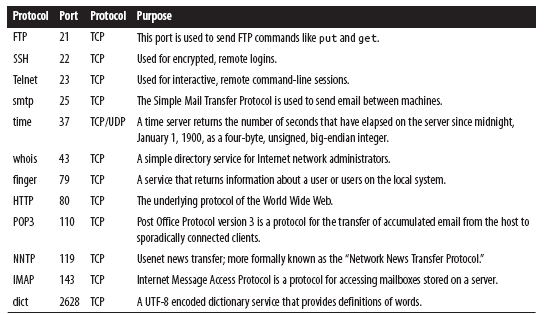 Protocol Port Protocol Purpose
FTP 21 TCP This port is used to send FTP commands like put and get.
SSH 22 TCP Used for encrypted, remote logins.
Telnet 23 TCP Used for interactive, remote command-line sessions.
smtp 25 TCP The Simple Mail Transfer Protocol is used to send email between machines.
time 37 TCP/UDP A time server returns the number of seconds that have elapsed on the server since midnight,
January 1, 1900, as a four-byte, unsigned, big-endian integer.
whois 43 TCP A simple directory service for Internet network administrators.
finger 79 TCP A service that returns information about a user or users on the local system.
HTTP 80 TCP The underlying protocol of the World Wide Web.
POP3 110 TCP Post Office Protocol version 3 is a protocol for the transfer of accumulated email from the host to
sporadically connected clients.
NNTP 119 TCP Usenet news transfer; more formally known as the “Network News Transfer Protocol.”
IMAP 143 TCP Internet Message Access Protocol is a protocol for accessing mailboxes stored on a server.
dict 2628 TCP A UTF-8 encoded dictionary service that provides definitions of words.